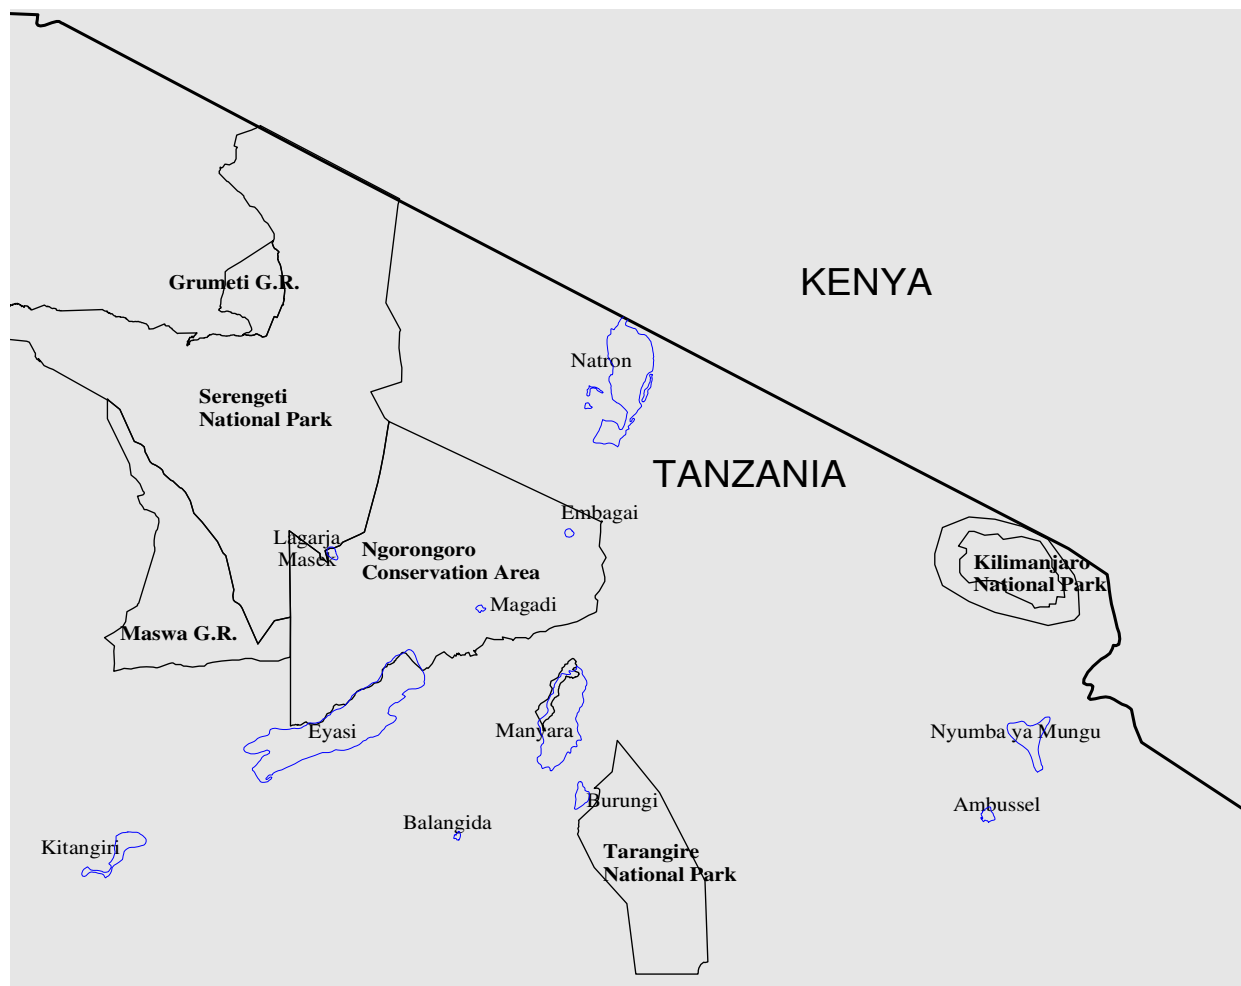 KENYA
Grumeti G.R.
Natron
Serengeti
National Park
TANZANIA
Embagai
Lagarja
Masek
Ngorongoro
Conservation Area
Kilimanjaro
National Park
Magadi
Maswa G.R.
Eyasi
Manyara
Nyumba ya Mungu
Burungi
Ambussel
Balangida
Kitangiri
Tarangire
National Park